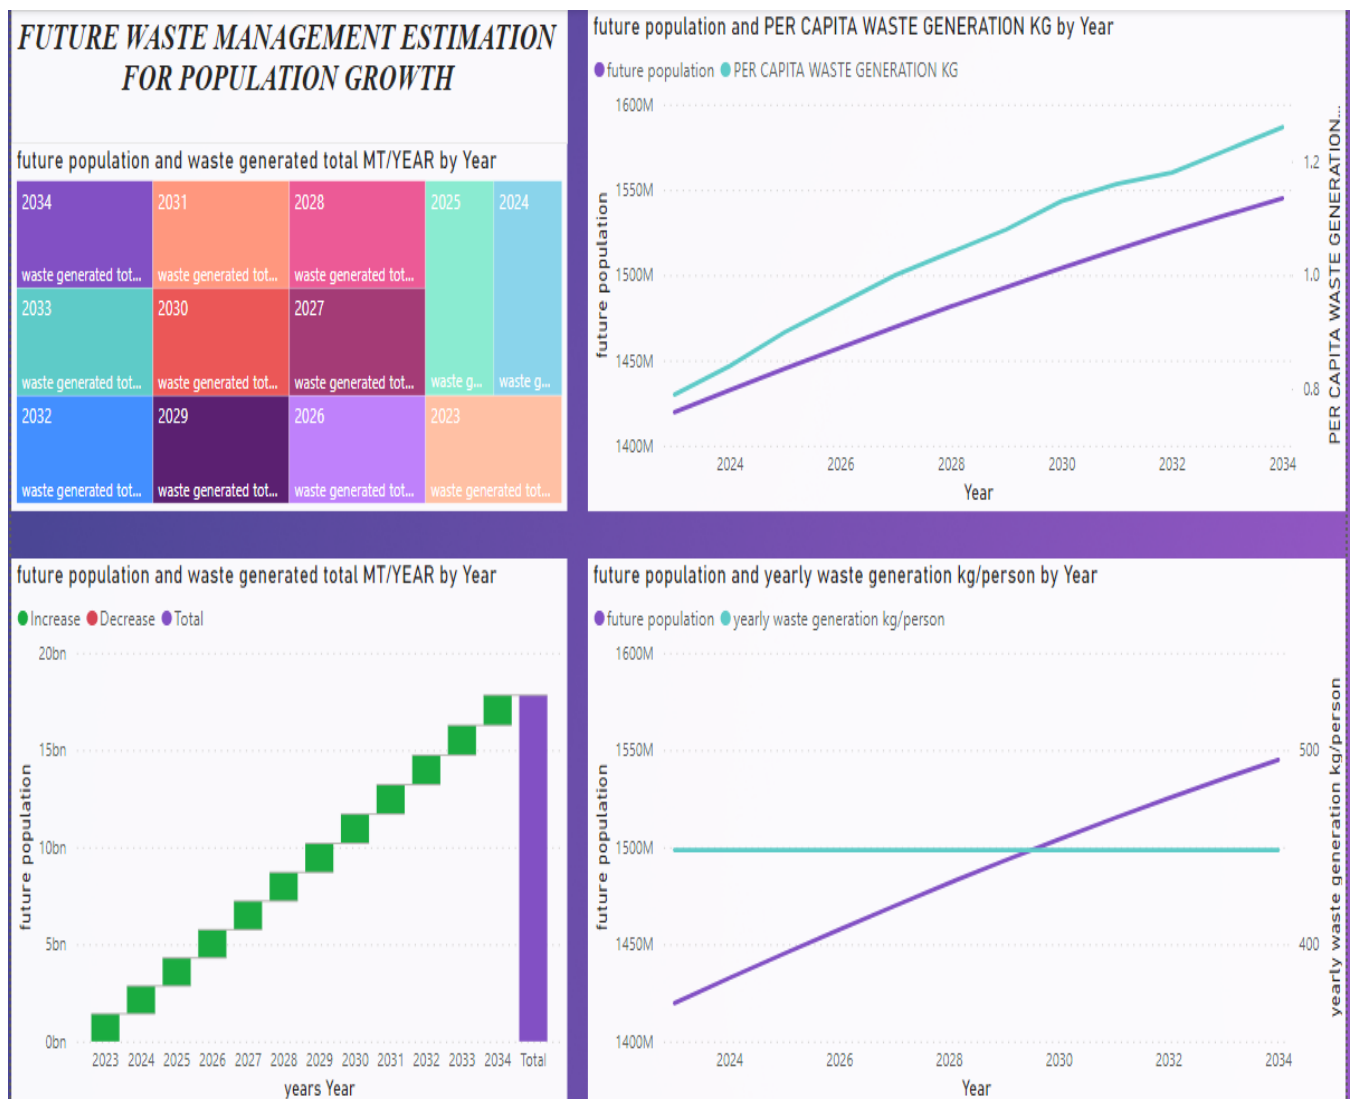 FUTURE WASTE MANAGEMENT ESTIMATION
FOR POPULATION GROWTH
future population and waste generated total MT/YEAR by Year
2034
waste generated tot...
2031
waste generated tot...
2028
waste generated tot...
2025
waste g...
2024
waste g...
2033
waste generated tot...
2030
waste generated tot...
2027
waste generated tot...
2032
waste generated tot...
2029
waste generated tot...
2026
waste generated tot...
2023
waste generated tot...
future population and PER CAPITA WASTE GENERATION KG by Year
future population PER CAPITA WASTE GENERATION KG
future population
1600M
1550M
1500M
1450M
1400M
1.2
1.0
0.8
PER CAPITA WASTE GENERATION...
2024 2026 2028 2030 2032 2034
Year
future population and waste generated total MT/YEAR by Year
Increase Decrease Total
future population
20bn
15bn
10bn
5bn
0bn
2023 2024 2025 2026 2027 2028 2029 2030 2031 2032 2033 2034 Total
years Year
future population and yearly waste generation kg/person by Year
future population yearly waste generation kg/person
future population
1600M
1550M
1500M
1450M
1400M
500
400
yearly waste generation kg/person
2024 2026 2028 2030 2032 2034
Year